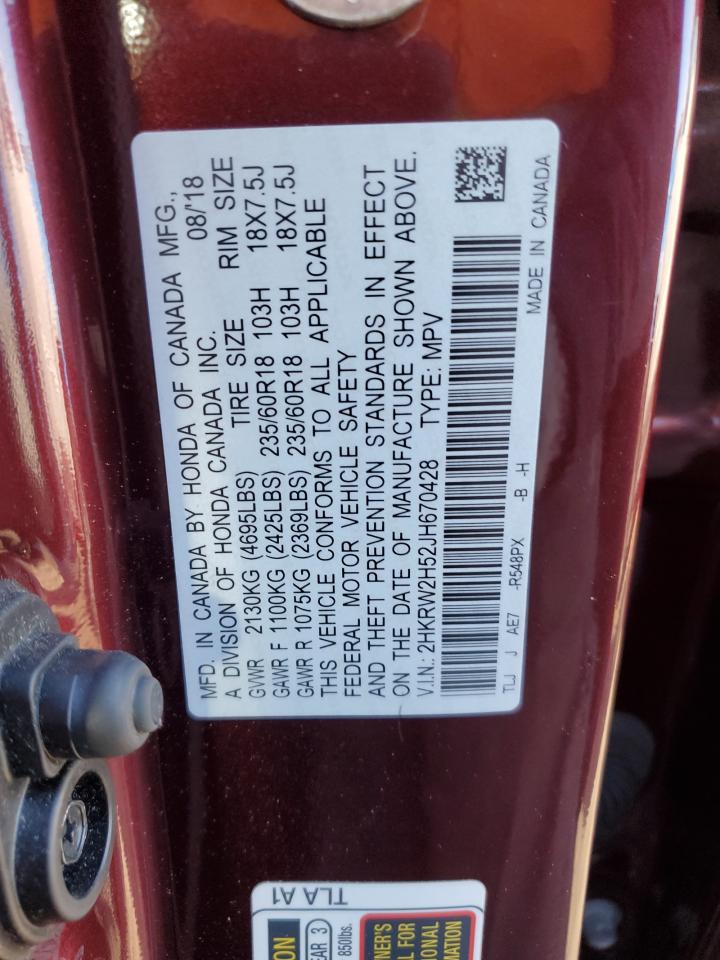 MFD. IN CANADA BY HONDA OF CANADA MFG.,
A DIVISION OF HONDA CANADA INC. 08/'18
GVWR 2130KG (4695LBS) TIRE SIZE RIM SIZE
GAWR F 1100KG (2425LBS) 235/60R18 103H 18X7.5J
GAWR R 1075KG (2369LBS) 235/60R18 103H 18X7.5J
THIS VEHICLE CONFORMS TO ALL APPLICABLE
FEDERAL MOTOR VEHICLE SAFETY
AND THEFT PREVENTION STANDARDS IN EFFECT
ON THE DATE OF MANUFACTURE SHOWN ABOVE.
V.I.N.: 2HKRW2H52JH670428 TYPE: MPV
TLJ J AE7 -R548PX -B -H
MADE IN CANADA
TLA A1
850lbs.